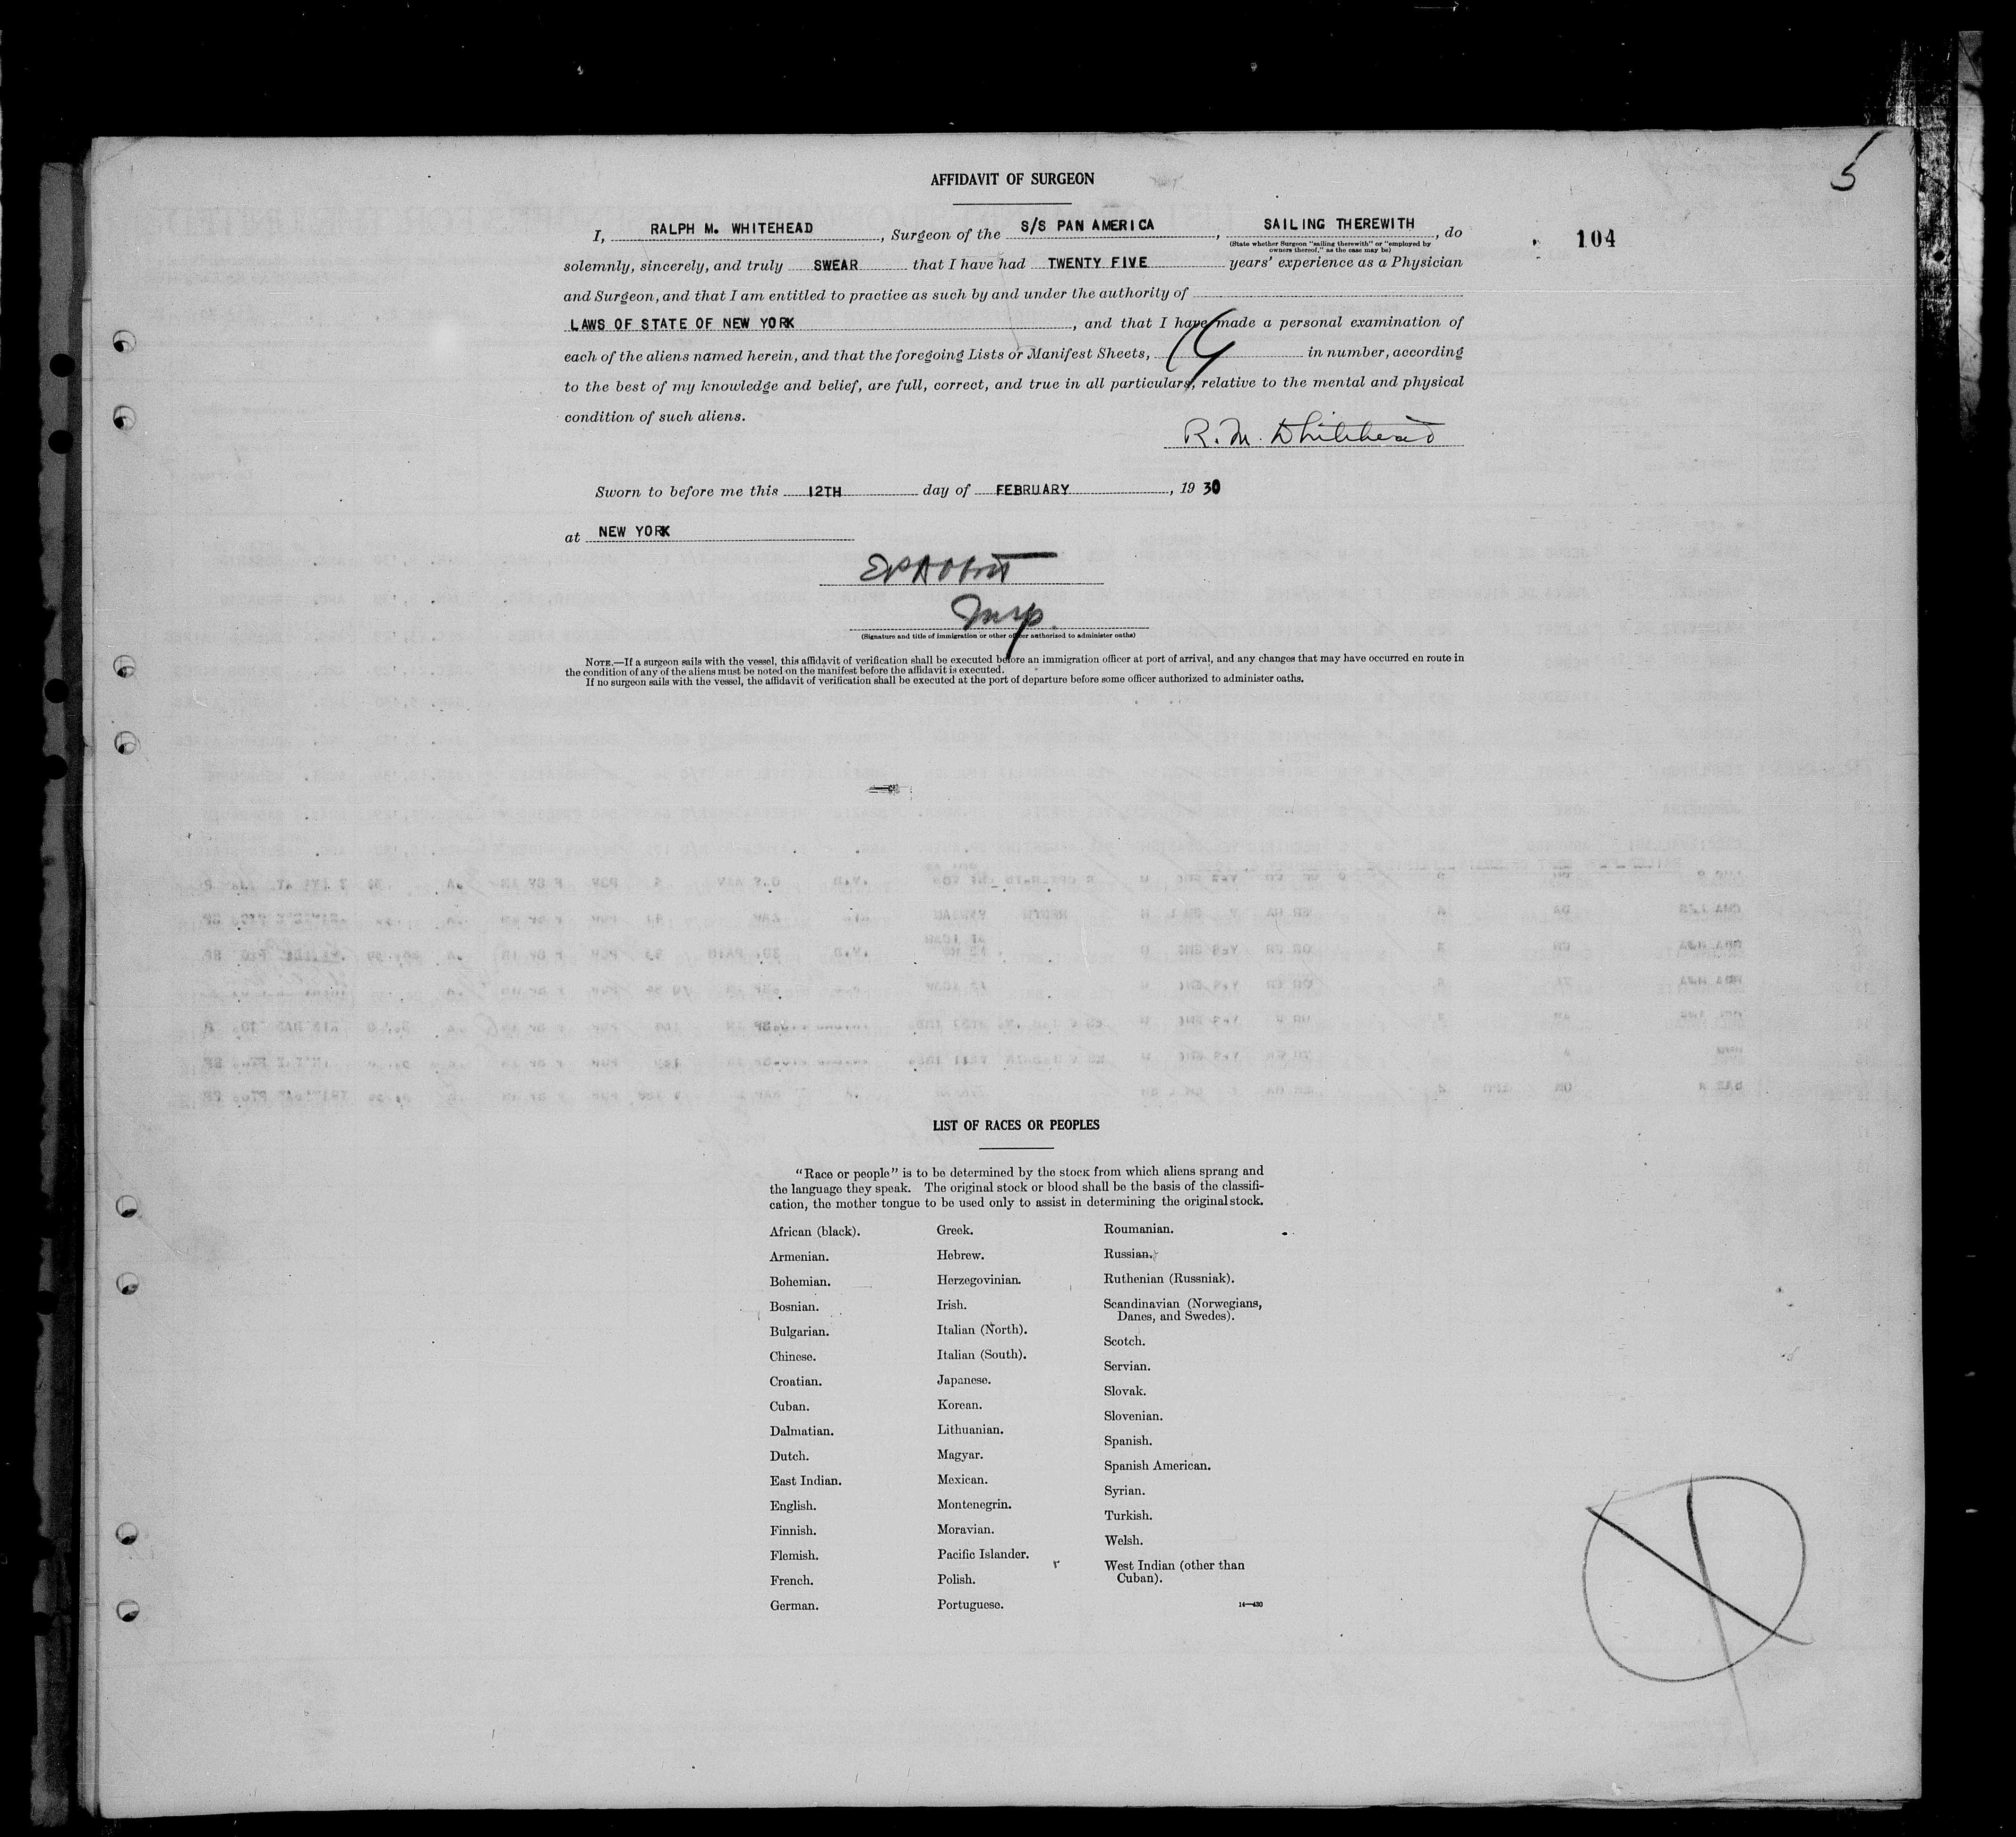 5
AFFIDAVIT OF SURGEON
104
I, RALPH M. WHITEHEAD, Surgeon of the S/S PAN AMERICA, SAILING THEREWITH, do
(State whether Surgeon "sailing therewith" or "employed by
owners thereof," as the case may be)
solemnly, sincerely, and truly SWEAR that I have had TWENTY FIVE years' experience as a Physician
and Surgeon, and that I am entitled to practice as such by and under the authority of
LAWS OF STATE OF NEW YORK, and that I have made a personal examination of
each of the aliens named herein, and that the foregoing Lists or Manifest Sheets, in number, according
to the best of my knowledge and belief, are full, correct, and true in all particulars, relative to the mental and physical
condition of such aliens.
R. M. Whitehead
Sworn to before me this 12TH day of FEBRUARY, 19 30
at NEW YORK
Insp.
(Signature and title of immigration or other officer authorized to administer oaths)
NOTE.—If a surgeon sails with the vessel, this affidavit of verification shall be executed before an immigration officer at port of arrival, and any changes that may have occurred en route in
the condition of any of the aliens must be noted on the manifest before the affidavit is executed.
If no surgeon sails with the vessel, the affidavit of verification shall be executed at the port of departure before some officer authorized to administer oaths.
LIST OF RACES OR PEOPLES
"Race or people" is to be determined by the stock from which aliens sprang and
the language they speak. The original stock or blood shall be the basis of the classifi-
cation, the mother tongue to be used only to assist in determining the original stock.
African (black).
Armenian.
Bohemian.
Bosnian.
Bulgarian.
Chinese.
Croatian.
Cuban.
Dalmatian.
Dutch.
East Indian.
English.
Finnish.
Flemish.
French.
German.
Greek.
Hebrew.
Herzegovinian.
Irish.
Italian (North).
Italian (South).
Japanese.
Korean.
Lithuanian.
Magyar.
Mexican.
Montenegrin.
Moravian.
Pacific Islander.
Polish.
Portuguese.
Roumanian.
Russian.
Ruthenian (Russniak).
Scandinavian (Norwegians,
Danes, and Swedes).
Scotch.
Servian.
Slovak.
Slovenian.
Spanish.
Spanish American.
Syrian.
Turkish.
Welsh.
West Indian (other than
Cuban).
14—430